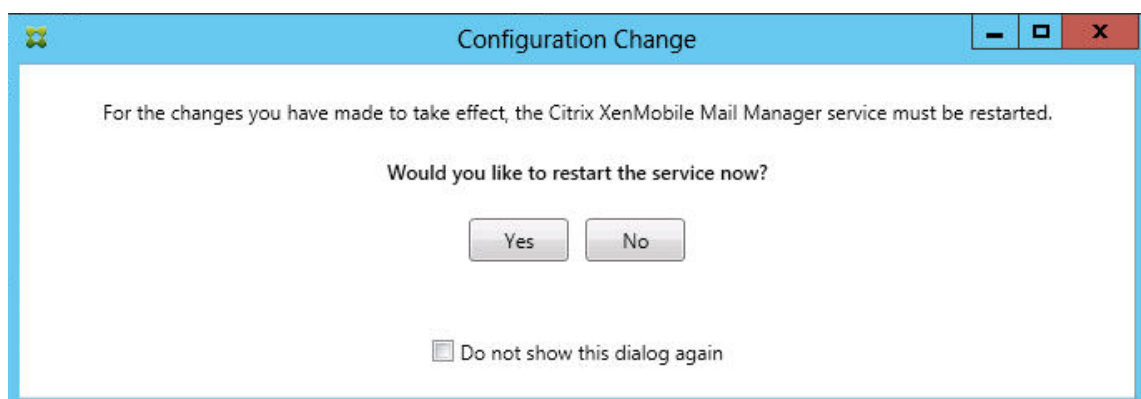 Configuration Change
For the changes you have made to take effect, the Citrix XenMobile Mail Manager service must be restarted.
Would you like to restart the service now?
Yes No
Do not show this dialog again